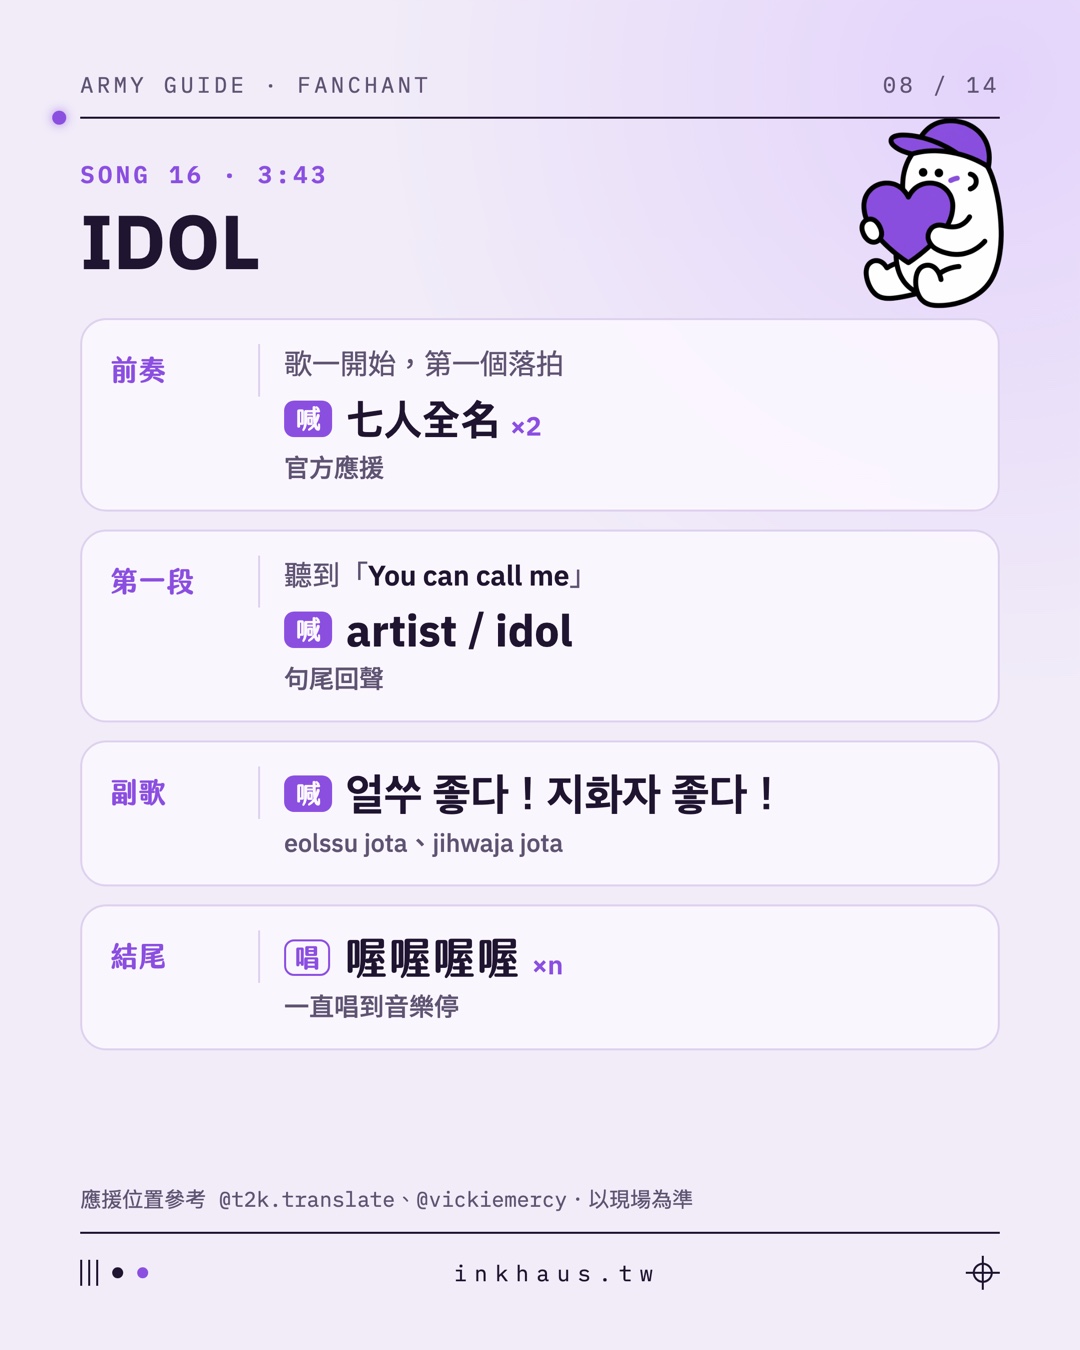 ARMY GUIDE · FANCHANT
08 / 14
SONG 16 · 3:43
IDOL
前奏
歌一開始，第一個落拍
喊 七人全名 ×2
官方應援
第一段
聽到「You can call me」
喊 artist / idol
句尾回聲
副歌
喊 얼쑤 좋다！지화자 좋다！
eolssu jota、jihwaja jota
結尾
唱 喔喔喔喔 ×n
一直唱到音樂停
應援位置參考 @t2k.translate、@vickiemercy · 以現場為準
inkhaus.tw